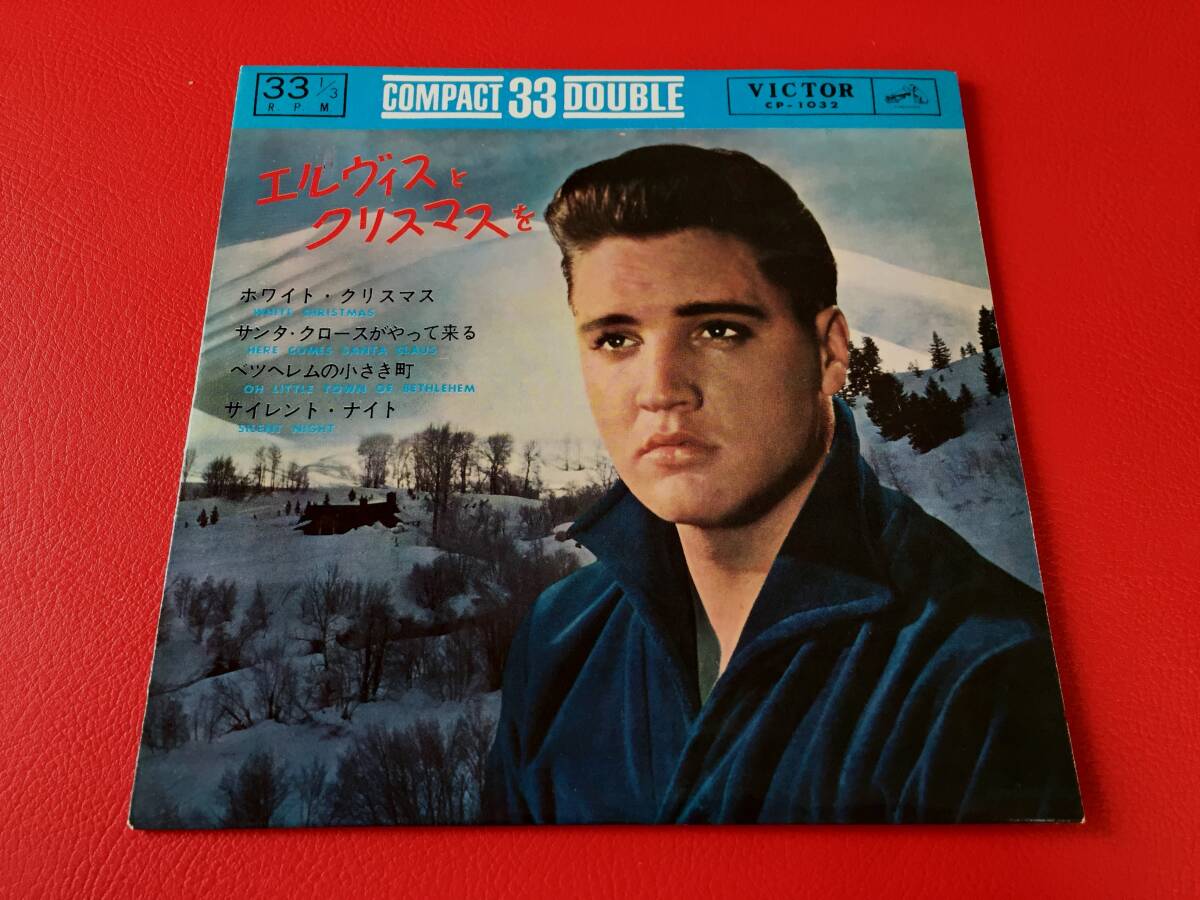 33 1/3
R. P. M
COMPACT 33 DOUBLE
VICTOR
CP-1032
エルヴィスと
クリスマスを
ホワイト・クリスマス
WHITE CHRISTMAS
サンタ・クロースがやって来る
HERE COMES SANTA CLAUS
ベツヘレムの小さき町
OH LITTLE TOWN OF BETHLEHEM
サイレント・ナイト
SILENT NIGHT